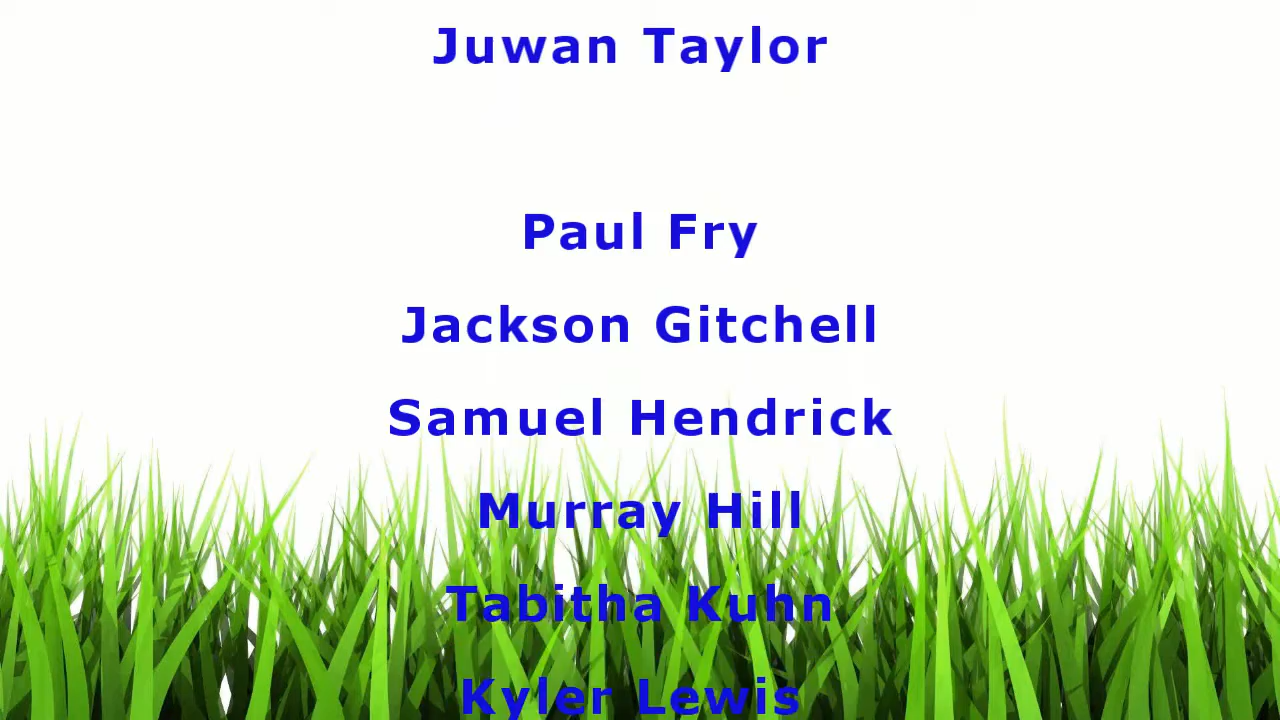 Juwan Taylor
Paul Fry
Jackson Gitchell
Samuel Hendrick
Murray Hill
Tabitha Kuhn
Kyler Lewis